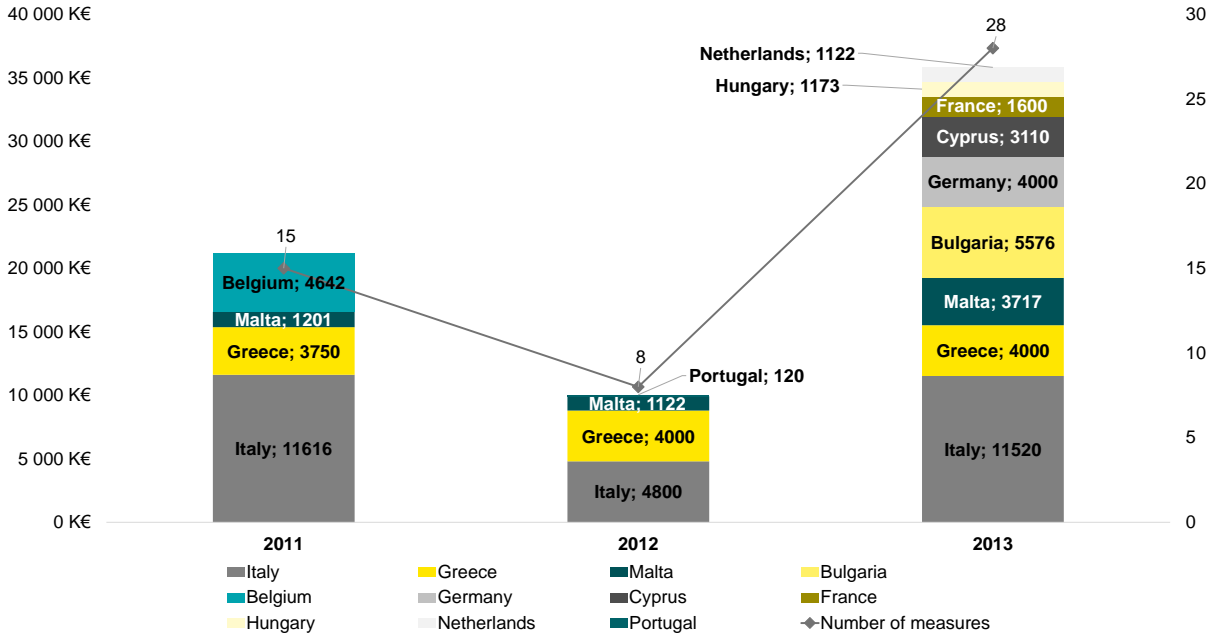 40 000 K€
35 000 K€
30 000 K€
25 000 K€
20 000 K€
15 000 K€
10 000 K€
5 000 K€
0 K€
30
25
20
15
10
5
0
15
Belgium; 4642
Malta; 1201
Greece; 3750
Italy; 11616
8
Portugal; 120
Malta; 1122
Greece; 4000
Italy; 4800
28
Netherlands; 1122
Hungary; 1173
France; 1600
Cyprus; 3110
Germany; 4000
Bulgaria; 5576
Malta; 3717
Greece; 4000
Italy; 11520
2011 2012 2013
Italy Greece Malta Bulgaria
Belgium Germany Cyprus France
Hungary Netherlands Portugal Number of measures